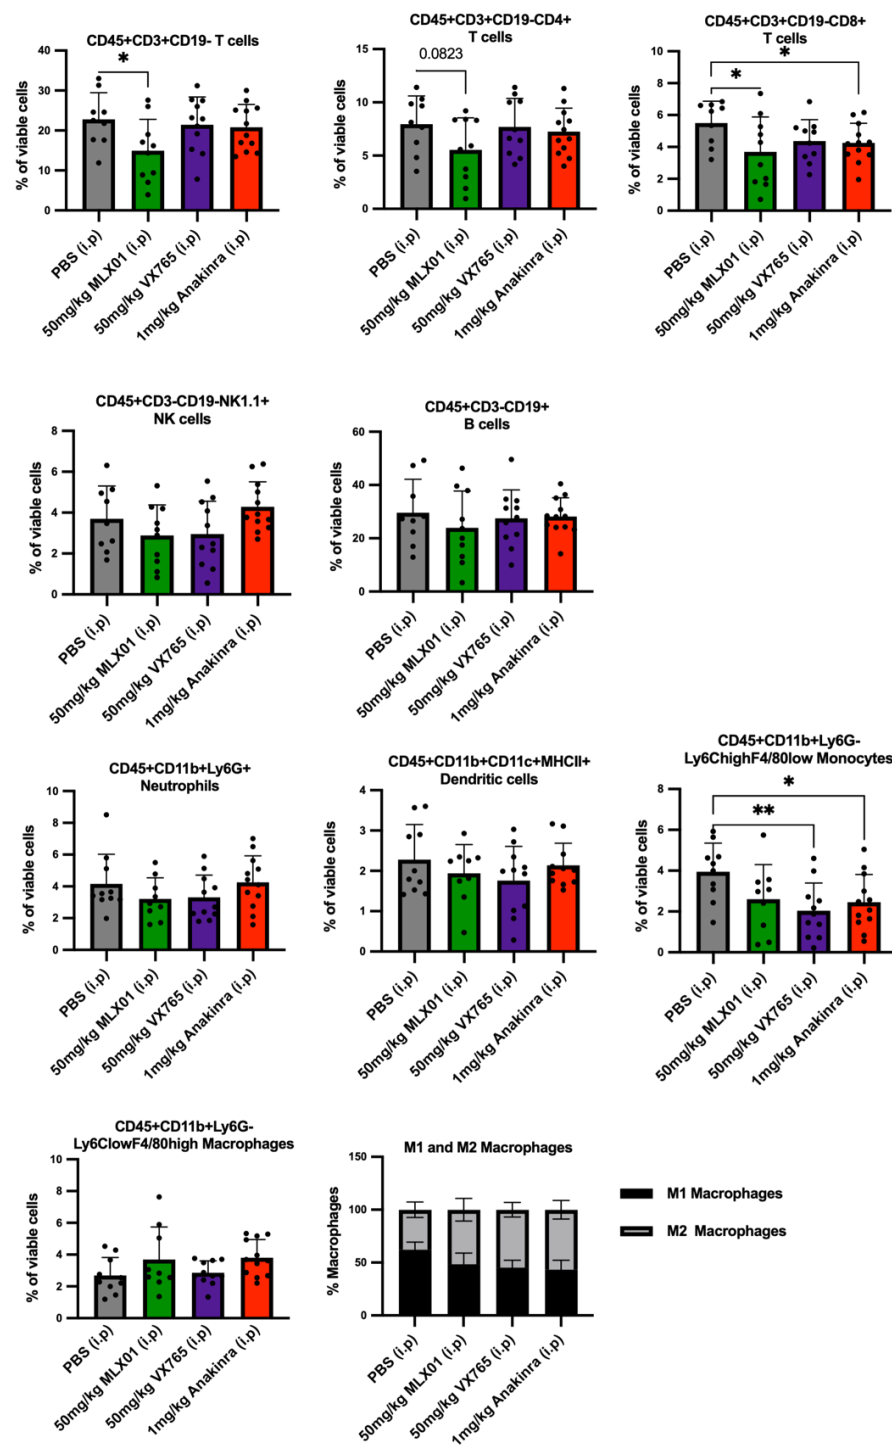 CD45+CD3+CD19- T cells
*
% of viable cells
40
30
20
10
0
PBS (i.p)
50mg/kg MLX01 (i.p)
50mg/kg VX765 (i.p)
1mg/kg Anakinra (i.p)
CD45+CD3+CD19-CD4+
T cells
0.0823
% of viable cells
15
10
5
0
PBS (i.p)
50mg/kg MLX01 (i.p)
50mg/kg VX765 (i.p)
1mg/kg Anakinra (i.p)
CD45+CD3+CD19-CD8+
T cells
*
*
% of viable cells
10
8
6
4
2
0
PBS (i.p)
50mg/kg MLX01 (i.p)
50mg/kg VX765 (i.p)
1mg/kg Anakinra (i.p)
CD45+CD3-CD19-NK1.1+
NK cells
% of viable cells
8
6
4
2
0
PBS (i.p)
50mg/kg MLX01 (i.p)
50mg/kg VX765 (i.p)
1mg/kg Anakinra (i.p)
CD45+CD3-CD19+
B cells
% of viable cells
60
40
20
0
PBS (i.p)
50mg/kg MLX01 (i.p)
50mg/kg VX765 (i.p)
1mg/kg Anakinra (i.p)
CD45+CD11b+Ly6G+
Neutrophils
% of viable cells
10
8
6
4
2
0
PBS (i.p)
50mg/kg MLX01 (i.p)
50mg/kg VX765 (i.p)
1mg/kg Anakinra (i.p)
CD45+CD11b+CD11c+MHCII+
Dendritic cells
% of viable cells
4
3
2
1
0
PBS (i.p)
50mg/kg MLX01 (i.p)
50mg/kg VX765 (i.p)
1mg/kg Anakinra (i.p)
CD45+CD11b+Ly6G-
Ly6ChighF4/80low Monocytes
*
**
% of viable cells
8
6
4
2
0
PBS (i.p)
50mg/kg MLX01 (i.p)
50mg/kg VX765 (i.p)
1mg/kg Anakinra (i.p)
CD45+CD11b+Ly6G-
Ly6ClowF4/80high Macrophages
% of viable cells
10
8
6
4
2
0
PBS (i.p)
50mg/kg MLX01 (i.p)
50mg/kg VX765 (i.p)
1mg/kg Anakinra (i.p)
M1 and M2 Macrophages
% Macrophages
150
100
50
0
PBS (i.p)
50mg/kg MLX01 (i.p)
50mg/kg VX765 (i.p)
1mg/kg Anakinra (i.p)
M1 Macrophages
M2 Macrophages